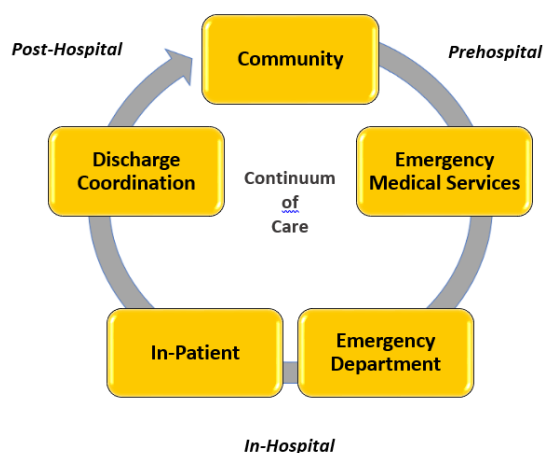 Post-Hospital
Community
Prehospital
Discharge
Coordination
Continuum
of
Care
Emergency
Medical Services
In-Patient
Emergency
Department
In-Hospital